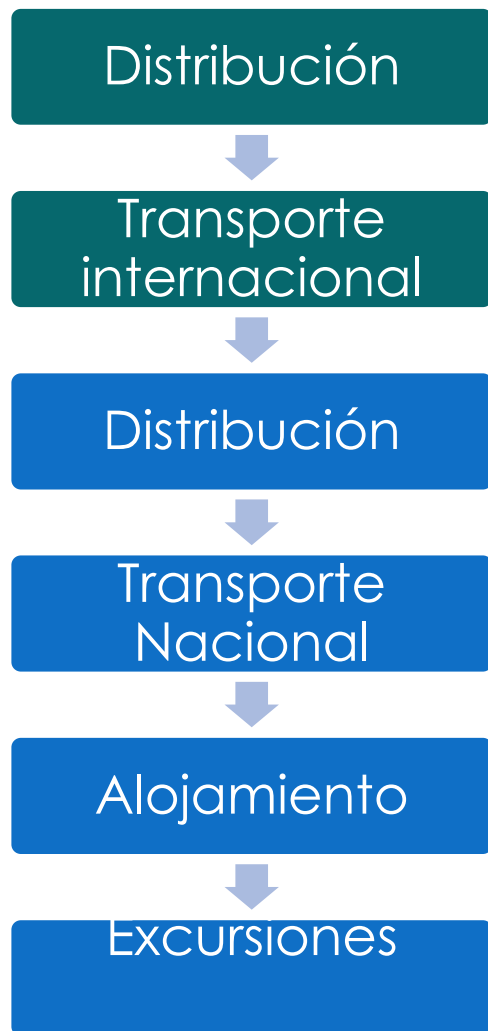 Distribución
Transporte
internacional
Distribución
Transporte
Nacional
Alojamiento
Excursiones